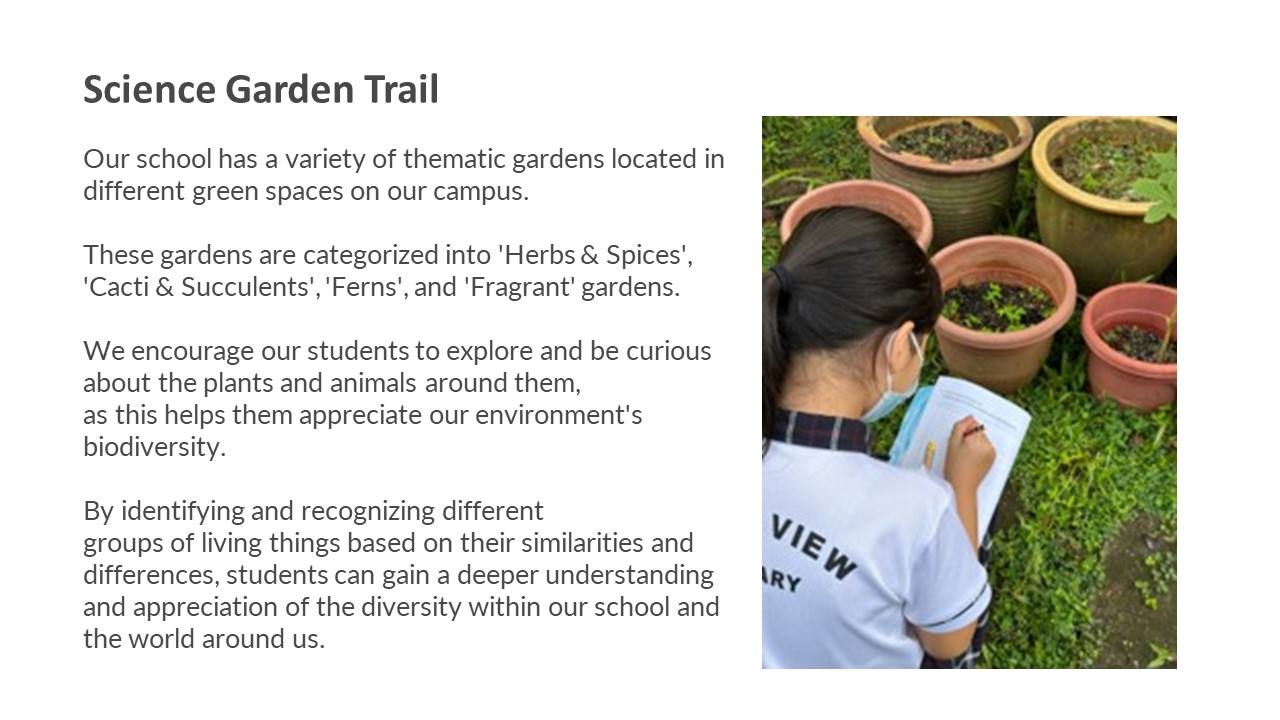 Science Garden Trail
Our school has a variety of thematic gardens located in
different green spaces on our campus.
These gardens are categorized into 'Herbs & Spices',
'Cacti & Succulents', 'Ferns', and 'Fragrant' gardens.
We encourage our students to explore and be curious
about the plants and animals around them,
as this helps them appreciate our environment's
biodiversity.
By identifying and recognizing different
groups of living things based on their similarities and
differences, students can gain a deeper understanding
and appreciation of the diversity within our school and
the world around us.
VIEW
ARY